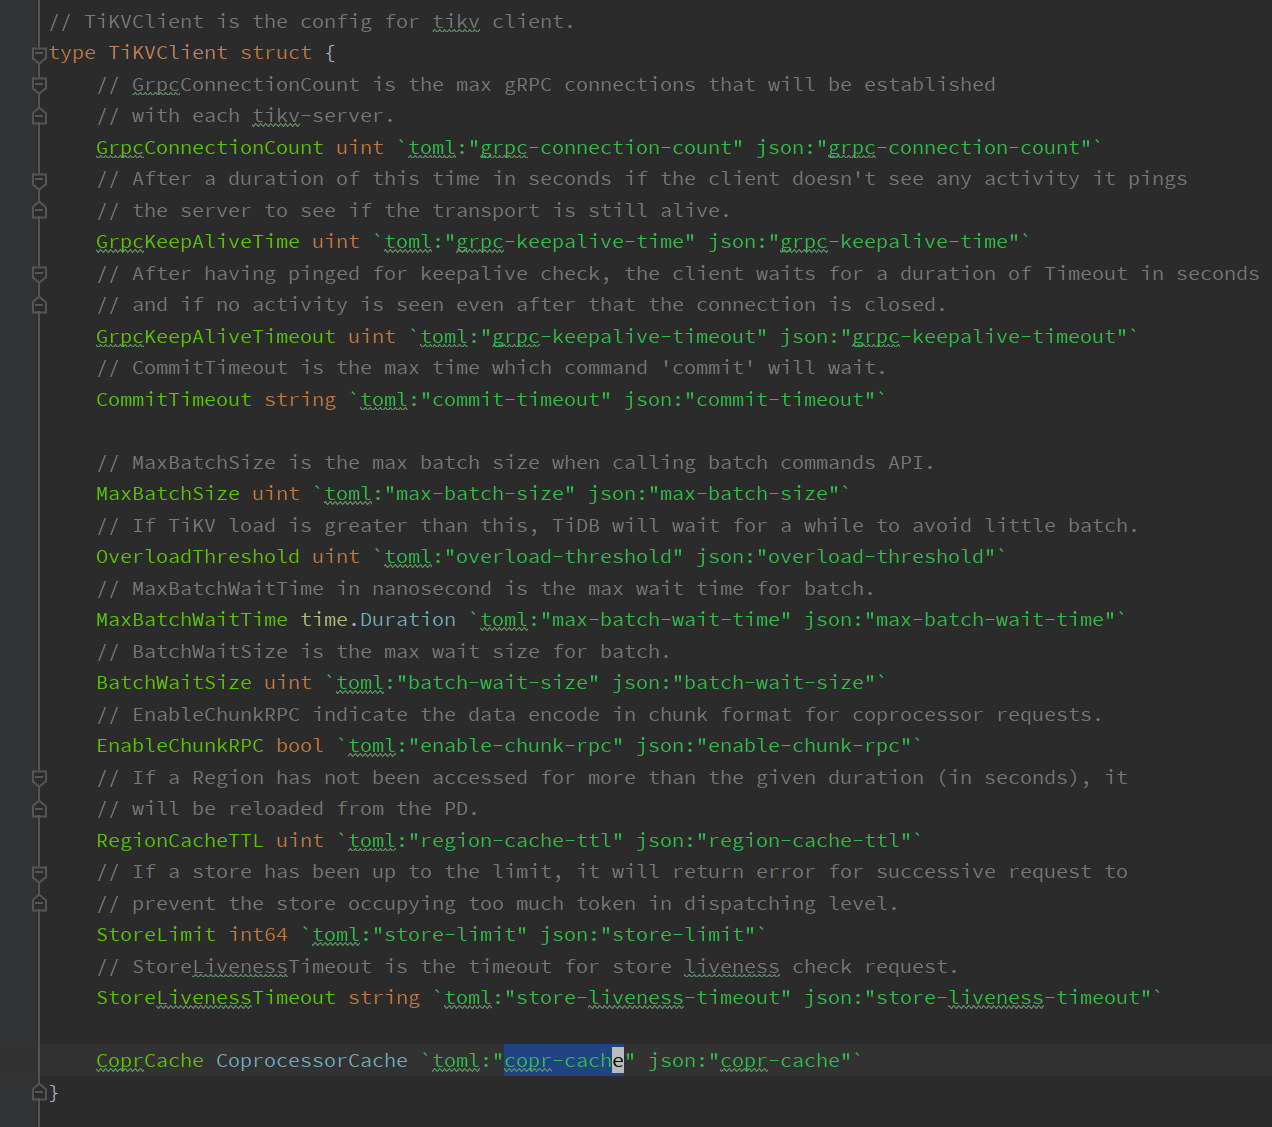 // TiKVClient is the config for tikv client.
type TiKVClient struct {
// GrpcConnectionCount is the max gRPC connections that will be established
// with each tikv-server.
GrpcConnectionCount uint `toml:"grpc-connection-count" json:"grpc-connection-count"`
// After a duration of this time in seconds if the client doesn't see any activity it pings
// the server to see if the transport is still alive.
GrpcKeepAliveTime uint `toml:"grpc-keepalive-time" json:"grpc-keepalive-time"`
// After having pinged for keepalive check, the client waits for a duration of Timeout in seconds
// and if no activity is seen even after that the connection is closed.
GrpcKeepAliveTimeout uint `toml:"grpc-keepalive-timeout" json:"grpc-keepalive-timeout"`
// CommitTimeout is the max time which command 'commit' will wait.
CommitTimeout string `toml:"commit-timeout" json:"commit-timeout"`
// MaxBatchSize is the max batch size when calling batch commands API.
MaxBatchSize uint `toml:"max-batch-size" json:"max-batch-size"`
// If TiKV load is greater than this, TiDB will wait for a while to avoid little batch.
OverloadThreshold uint `toml:"overload-threshold" json:"overload-threshold"`
// MaxBatchWaitTime in nanosecond is the max wait time for batch.
MaxBatchWaitTime time.Duration `toml:"max-batch-wait-time" json:"max-batch-wait-time"`
// BatchWaitSize is the max wait size for batch.
BatchWaitSize uint `toml:"batch-wait-size" json:"batch-wait-size"`
// EnableChunkRPC indicate the data encode in chunk format for coprocessor requests.
EnableChunkRPC bool `toml:"enable-chunk-rpc" json:"enable-chunk-rpc"`
// If a Region has not been accessed for more than the given duration (in seconds), it
// will be reloaded from the PD.
RegionCacheTTL uint `toml:"region-cache-ttl" json:"region-cache-ttl"`
// If a store has been up to the limit, it will return error for successive request to
// prevent the store occupying too much token in dispatching level.
StoreLimit int64 `toml:"store-limit" json:"store-limit"`
// StoreLivenessTimeout is the timeout for store liveness check request.
StoreLivenessTimeout string `toml:"store-liveness-timeout" json:"store-liveness-timeout"`
CoprCache CoprocessorCache `toml:"copr-cache" json:"copr-cache"`
}